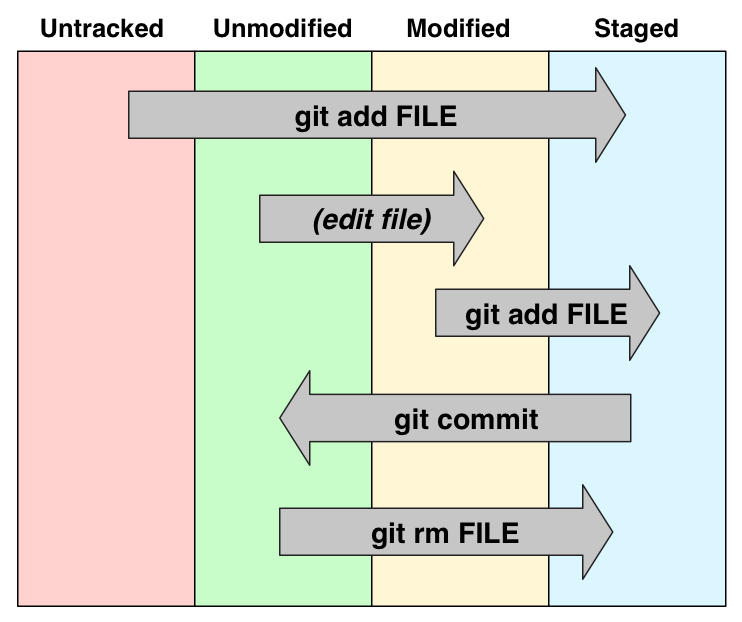 Untracked Unmodified Modified Staged
git add FILE
(edit file)
git add FILE
git commit
git rm FILE